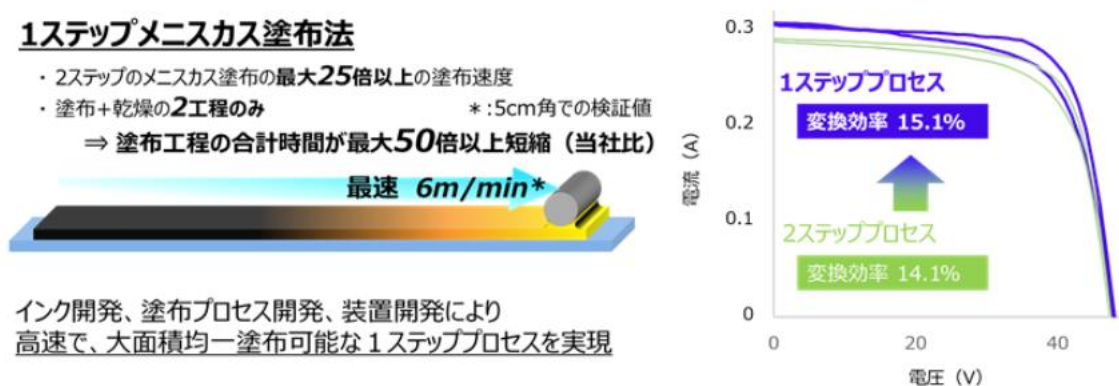 1ステップメニスカス塗布法
・2ステップのメニスカス塗布の最大25倍以上の塗布速度
・塗布+乾燥の2工程のみ
*:5cm角での検証値
⇒ 塗布工程の合計時間が最大50倍以上短縮（当社比）
最速 6m/min*
インク開発、塗布プロセス開発、装置開発により
高速で、大面積均一塗布可能な1ステッププロセスを実現
0.3
0.2
0.1
0
電流（A）
1ステッププロセス
変換効率 15.1%
2ステッププロセス
変換効率 14.1%
0
20
40
電圧（V）